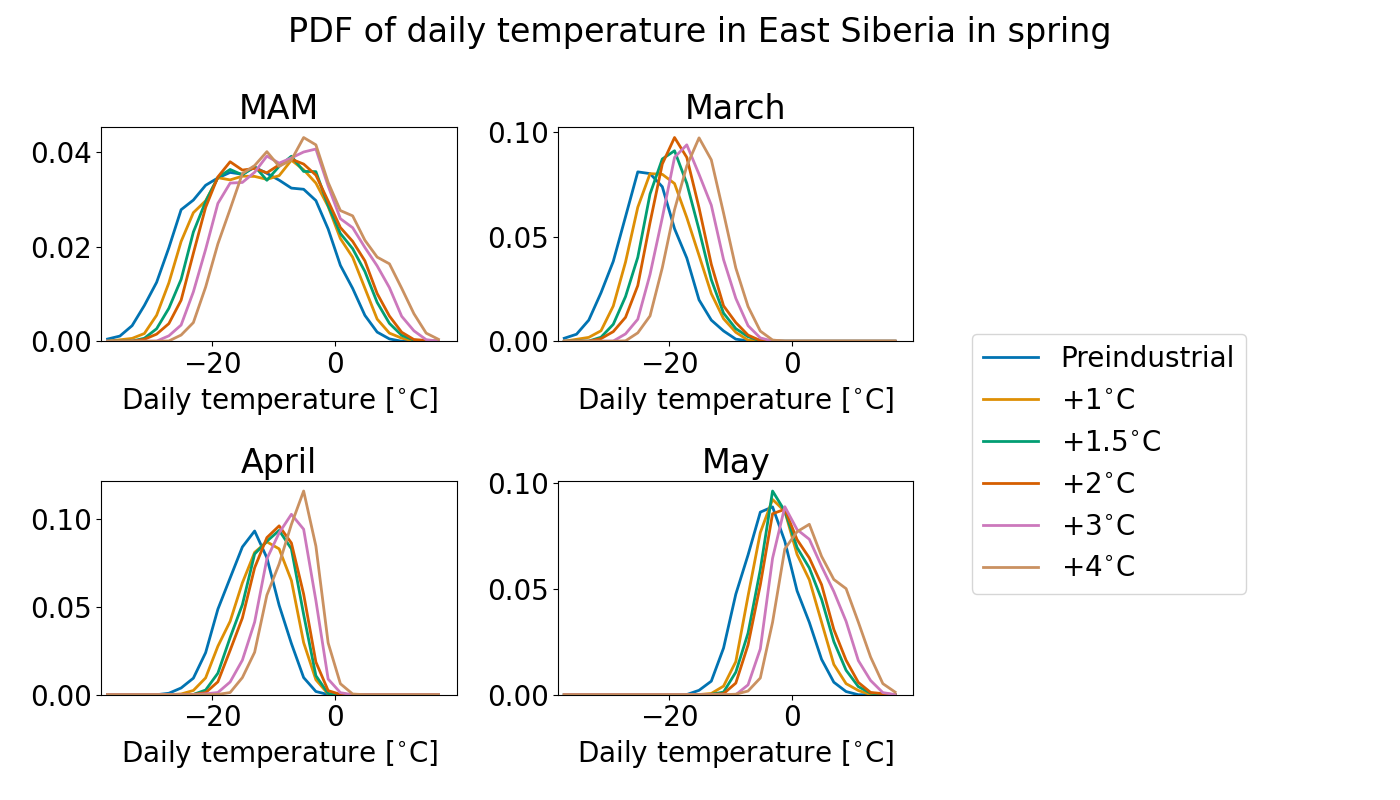 PDF of daily temperature in East Siberia in spring
MAM
0.04
0.02
0.00
−20
0
Daily temperature [°C]
March
0.10
0.05
0.00
−20
0
Daily temperature [°C]
April
0.10
0.05
0.00
−20
0
Daily temperature [°C]
May
0.10
0.05
0.00
−20
0
Daily temperature [°C]
Preindustrial
+1°C
+1.5°C
+2°C
+3°C
+4°C